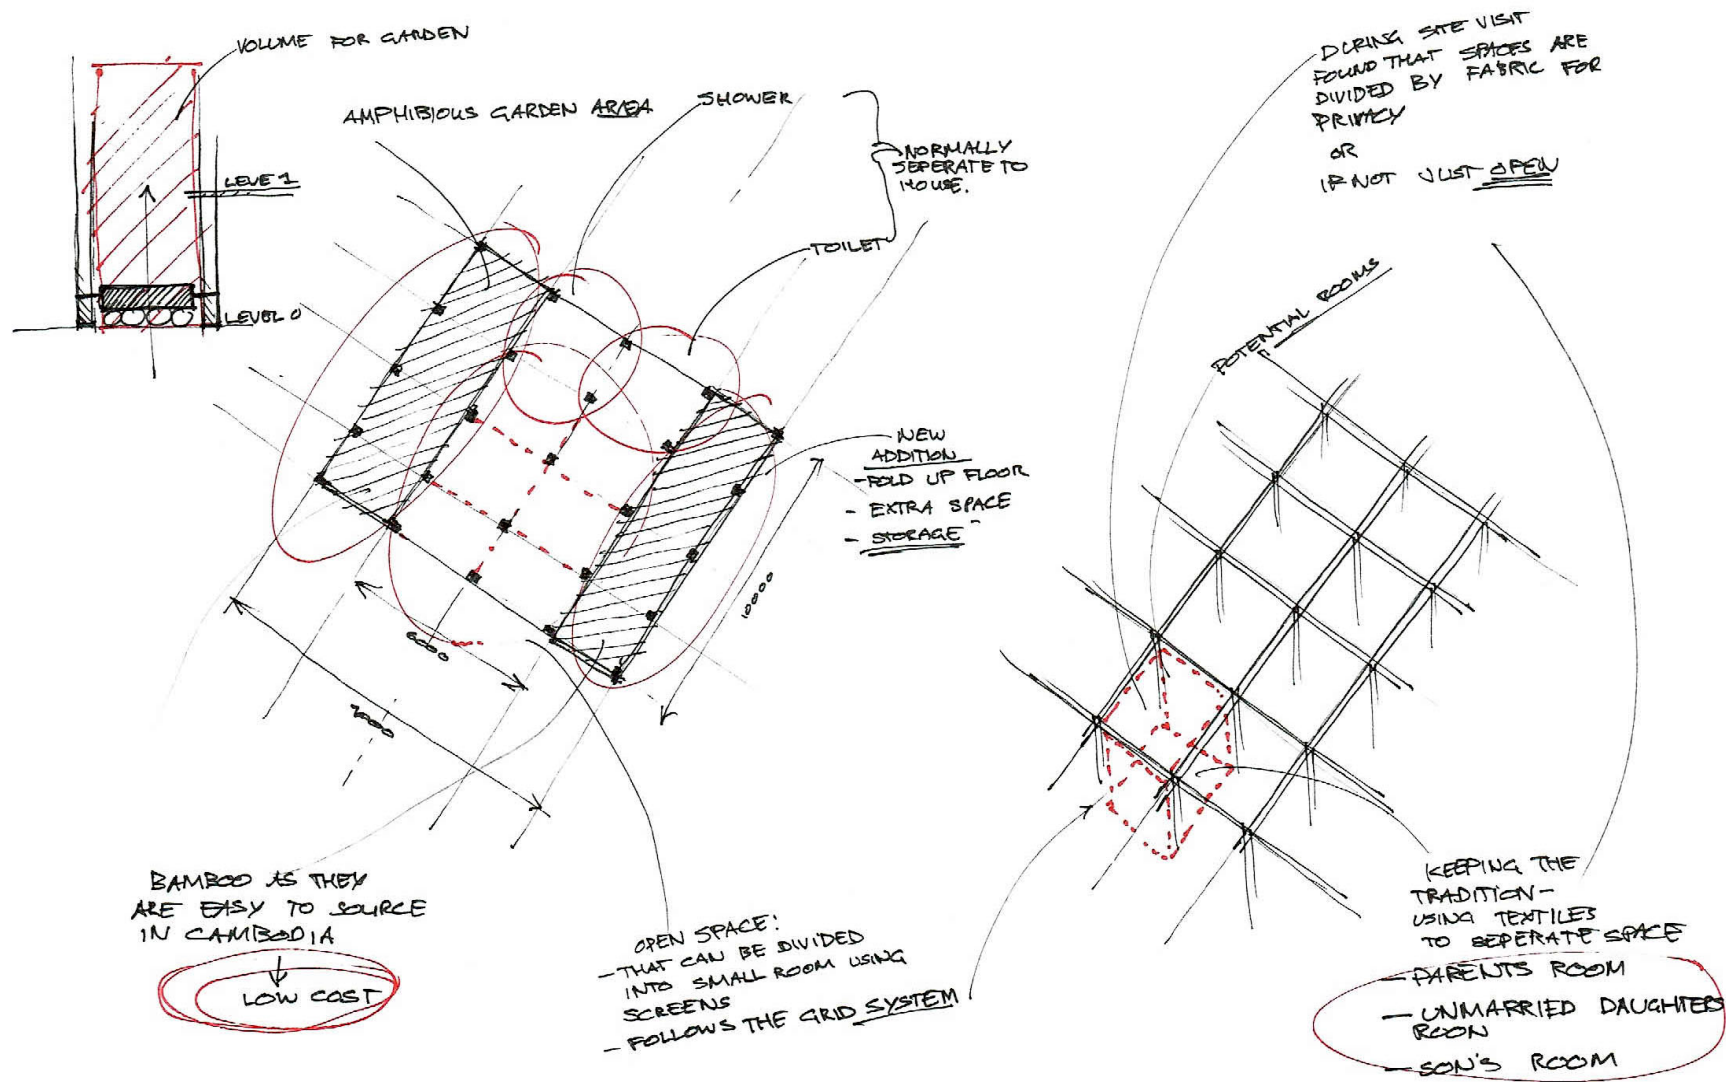 VOLUME FOR GARDEN
LEVEL 1
LEVEL 0
AMPHIBIOUS GARDEN AREA
SHOWER
NORMALLY
SEPERATE TO
HOUSE.
TOILET
NEW
ADDITION
- FOLD UP FLOOR
- EXTRA SPACE
- STORAGE
10000
6000
BAMBOO AS THEY
ARE EASY TO SOURCE
IN CAMBODIA
LOW COST
OPEN SPACE:
- THAT CAN BE DIVIDED
INTO SMALL ROOM USING
SCREENS
- FOLLOWS THE GRID SYSTEM
DURING SITE VISIT
FOUND THAT SPACES ARE
DIVIDED BY FABRIC FOR
PRIVACY
OR
IF NOT JUST OPEN
POTENTIAL ROOMS
KEEPING THE
TRADITION -
USING TEXTILES
TO SEPERATE SPACE
- PARENTS ROOM
- UNMARRIED DAUGHTERS
ROOM
- SON'S ROOM